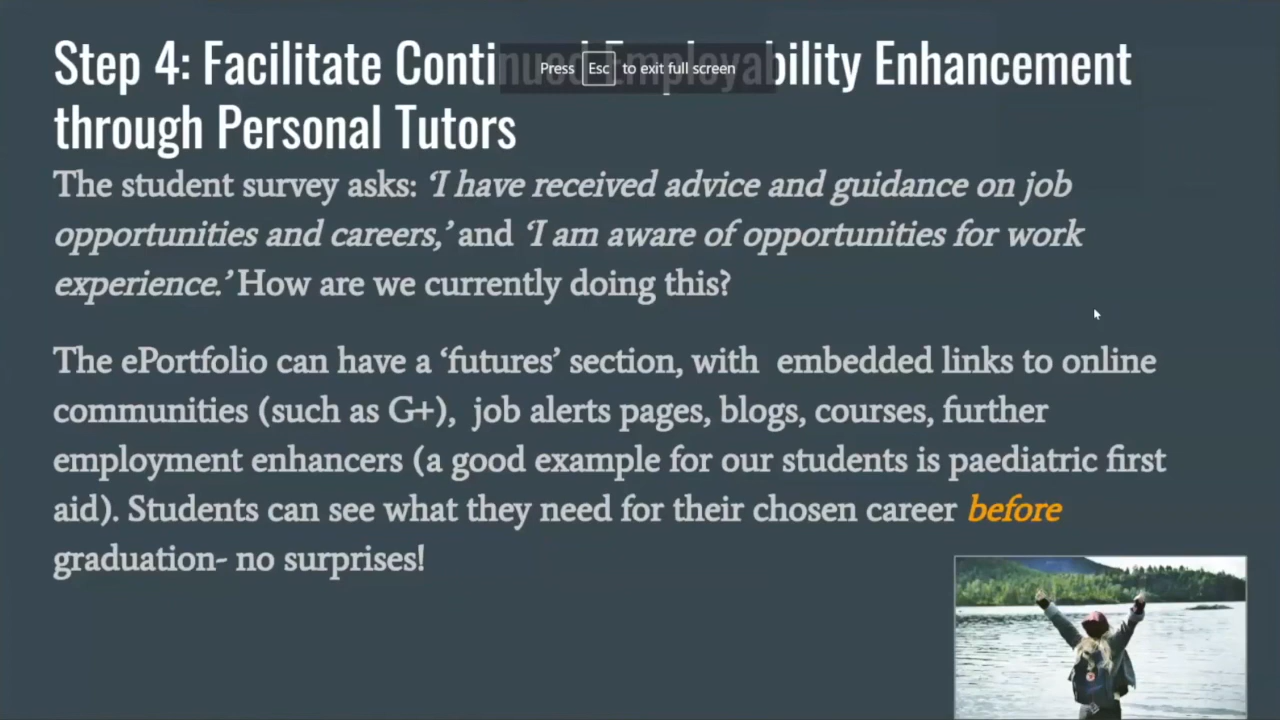 Step 4: Facilitate Continued Employability Enhancement
Press Esc to exit full screen
through Personal Tutors
The student survey asks: ‘I have received advice and guidance on job
opportunities and careers,’ and ‘I am aware of opportunities for work
experience.’ How are we currently doing this?
The ePortfolio can have a ‘futures’ section, with  embedded links to online
communities (such as G+),  job alerts pages, blogs, courses, further
employment enhancers (a good example for our students is paediatric first
aid). Students can see what they need for their chosen career before
graduation- no surprises!